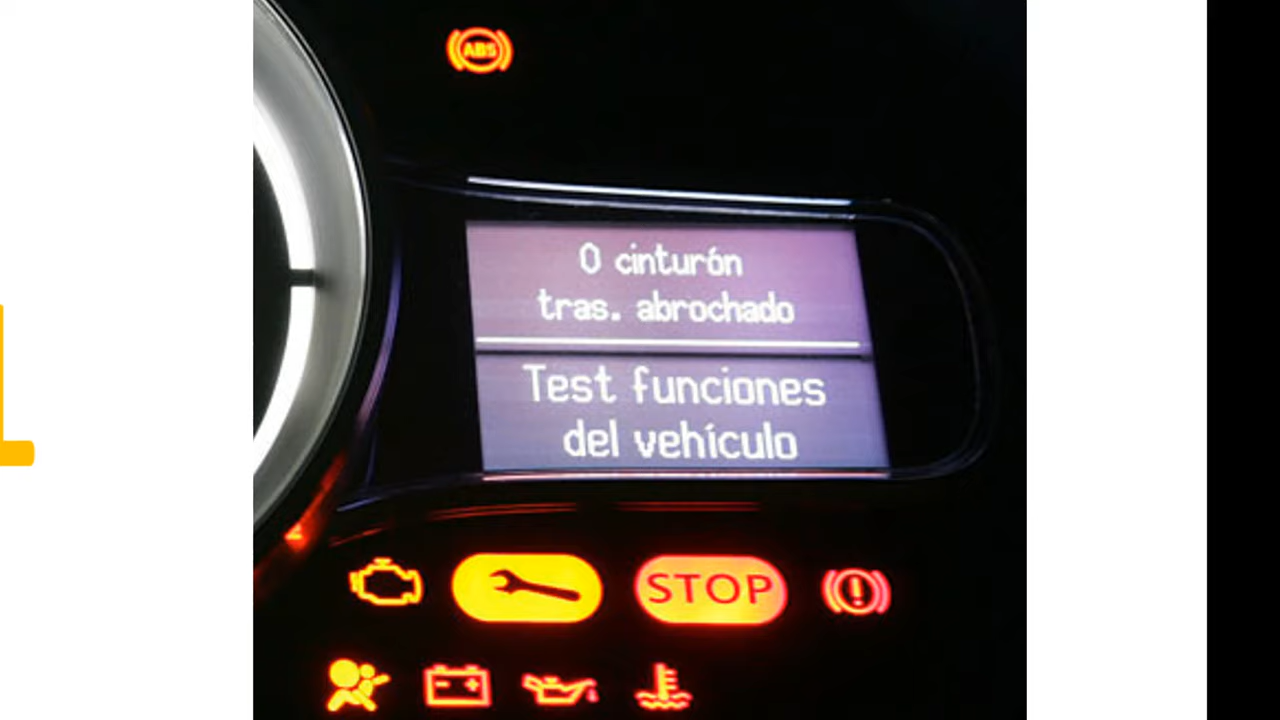 ABS
0 cinturón
tras. abrochado
Test funciones
del vehículo
STOP